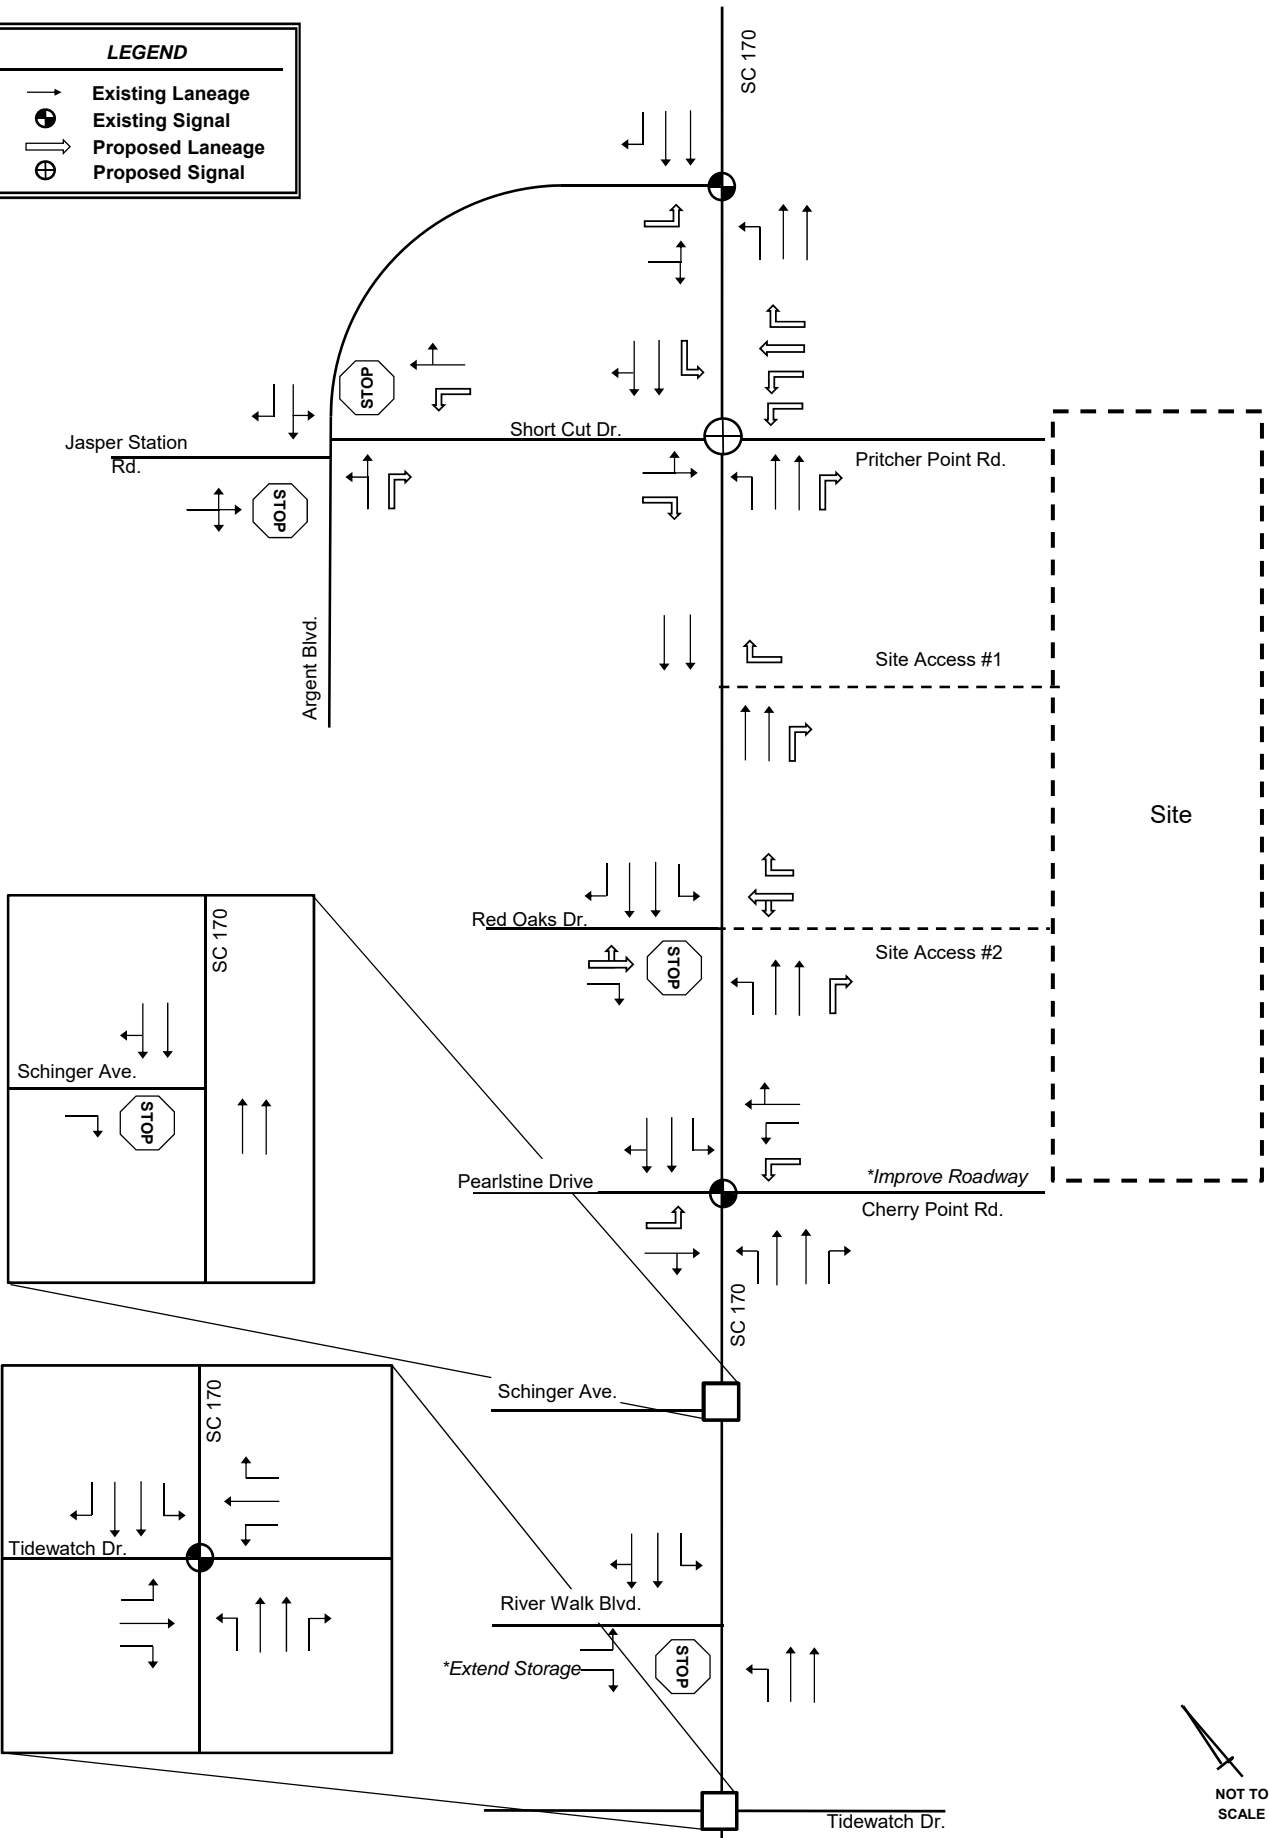 LEGEND
Existing Laneage
Existing Signal
Proposed Laneage
Proposed Signal
SC 170
STOP
Short Cut Dr.
Jasper Station
Rd.
Pritcher Point Rd.
STOP
Argent Blvd.
Site Access #1
Site
Red Oaks Dr.
STOP
Site Access #2
SC 170
Schinger Ave.
STOP
Pearlstine Drive
*Improve Roadway
Cherry Point Rd.
SC 170
Schinger Ave.
SC 170
Tidewatch Dr.
River Walk Blvd.
*Extend Storage
STOP
Tidewatch Dr.
NOT TO
SCALE